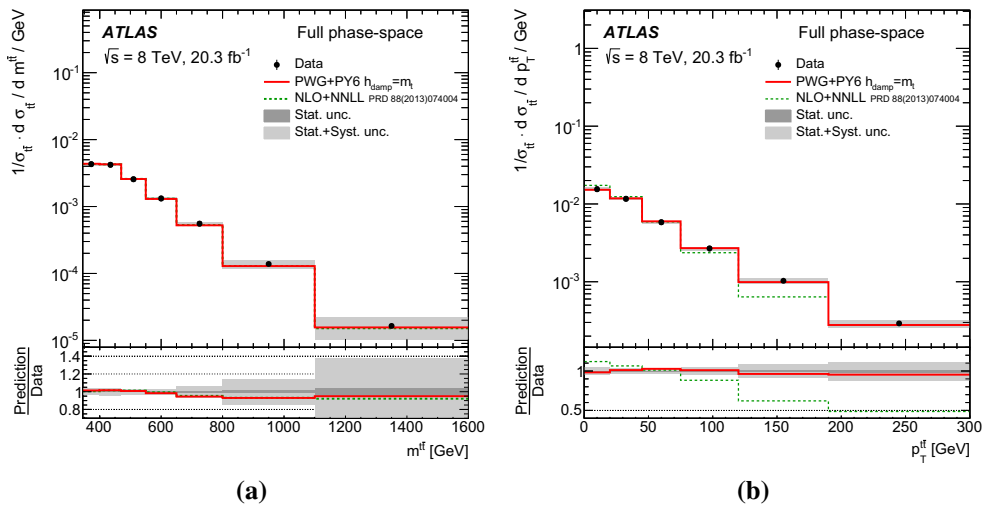 ATLAS Full phase-space
√s = 8 TeV, 20.3 fb⁻¹
Data
PWG+PY6 h_damp=m_t
NLO+NNLL PRD 88(2013)074004
Stat. unc.
Stat.+Syst. unc.
1/σ_tt̄ · d σ_tt̄ / d m^tt̄ / GeV
10⁻¹
10⁻²
10⁻³
10⁻⁴
10⁻⁵
Prediction
Data
1.4
1.2
1
0.8
400 600 800 1000 1200 1400 1600
m^tt̄ [GeV]
(a)
ATLAS Full phase-space
√s = 8 TeV, 20.3 fb⁻¹
Data
PWG+PY6 h_damp=m_t
NLO+NNLL PRD 88(2013)074004
Stat. unc.
Stat.+Syst. unc.
1/σ_tt̄ · d σ_tt̄ / d p_T^tt̄ / GeV
1
10⁻¹
10⁻²
10⁻³
Prediction
Data
1
0.5
0 50 100 150 200 250 300
p_T^tt̄ [GeV]
(b)